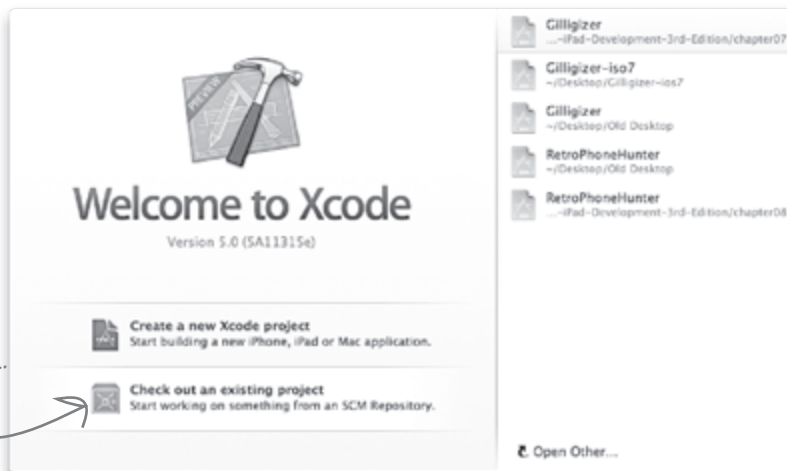 PREVIEW
Welcome to Xcode
Version 5.0 (5A11315e)
Create a new Xcode project
Start building a new iPhone, iPad or Mac application.
Check out an existing project
Start working on something from an SCM Repository.
Gilligizer
...-iPad-Development-3rd-Edition/chapter07
Gilligizer-iso7
~/Desktop/Gilligizer-ios7
Gilligizer
~/Desktop/Old Desktop
RetroPhoneHunter
~/Desktop/Old Desktop
RetroPhoneHunter
...-iPad-Development-3rd-Edition/chapter08
Open Other...